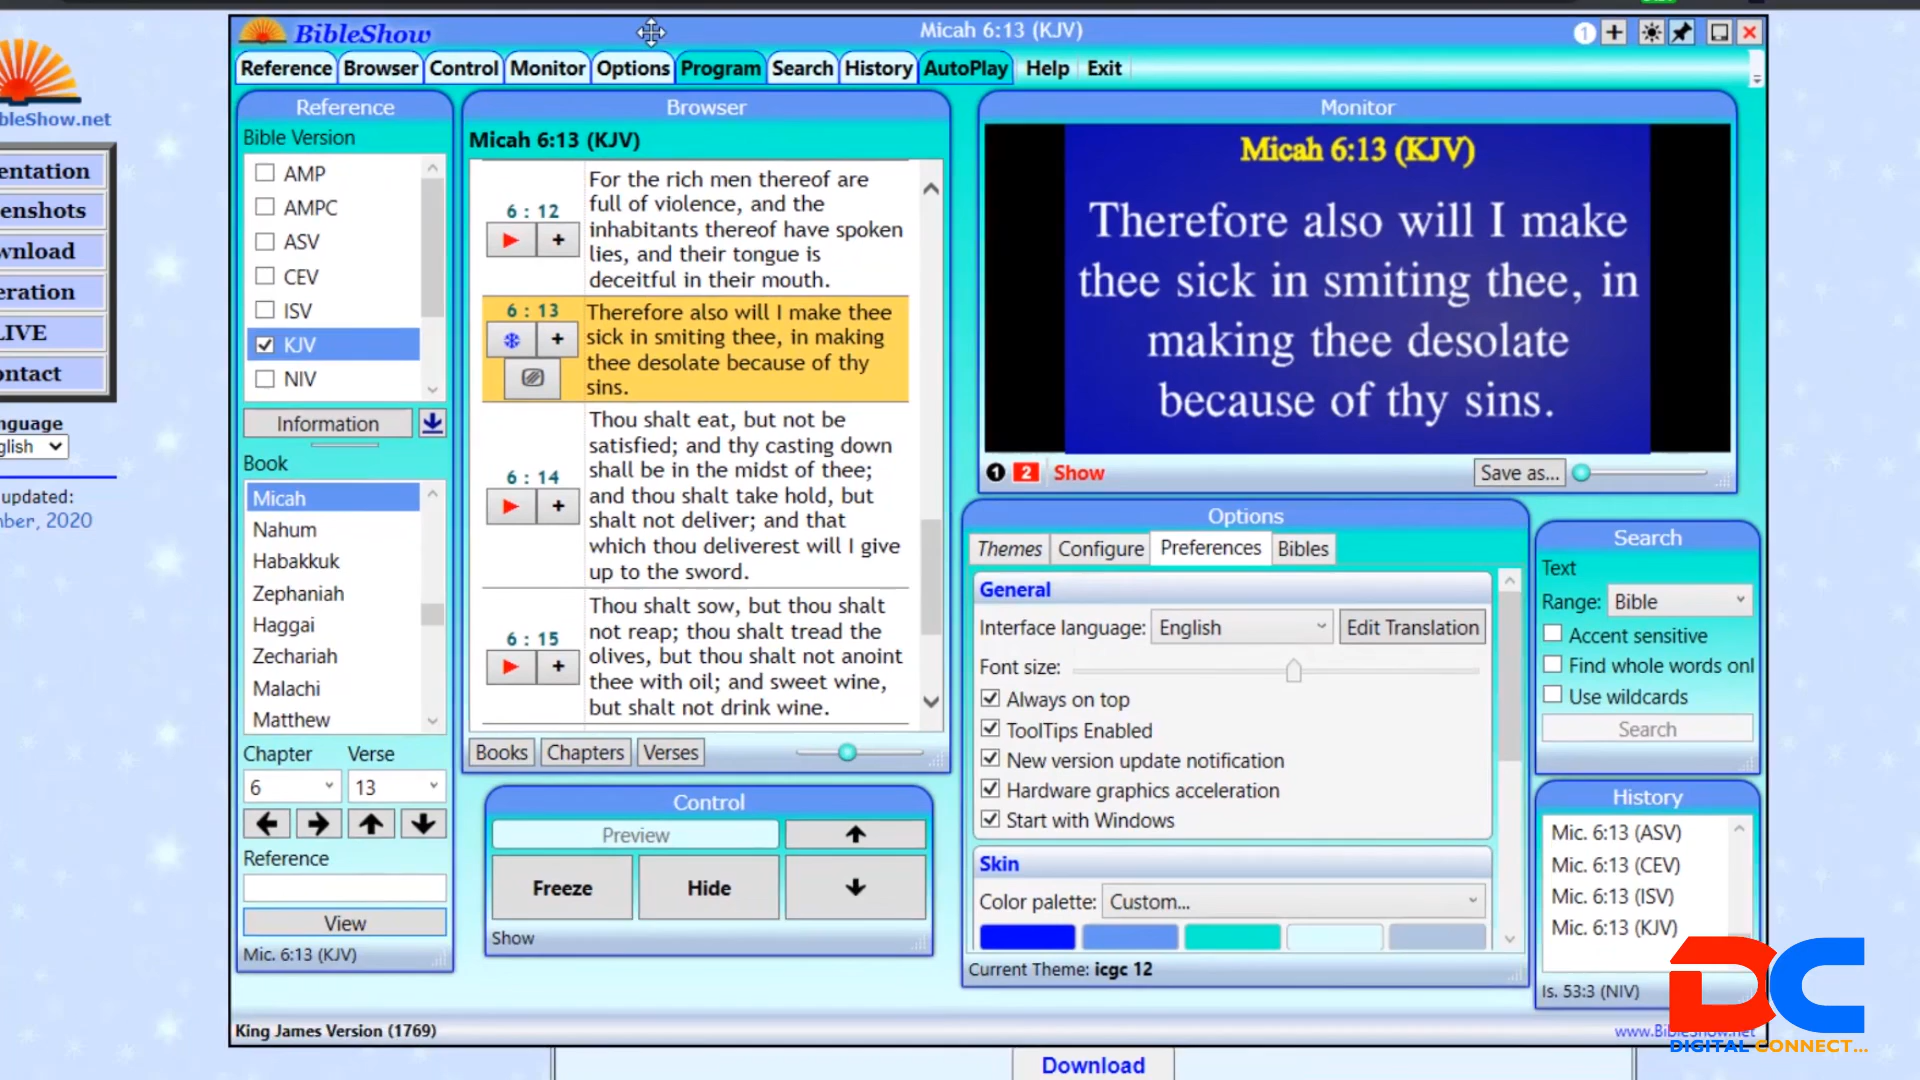 BibleShow
Micah 6:13 (KJV)
1
Reference Browser Control Monitor Options Program Search History AutoPlay Help Exit
bleShow.net
entation
enshots
wnload
eration
LIVE
ontact
nguage
glish
updated:
ber, 2020
Reference
Bible Version
AMP
AMPC
ASV
CEV
ISV
KJV
NIV
Information
Book
Micah
Nahum
Habakkuk
Zephaniah
Haggai
Zechariah
Malachi
Matthew
Chapter Verse
6 13
Reference
View
Mic. 6:13 (KJV)
Browser
Micah 6:13 (KJV)
6 : 12
For the rich men thereof are
full of violence, and the
inhabitants thereof have spoken
lies, and their tongue is
deceitful in their mouth.
6 : 13
Therefore also will I make thee
sick in smiting thee, in making
thee desolate because of thy
sins.
6 : 14
Thou shalt eat, but not be
satisfied; and thy casting down
shall be in the midst of thee;
and thou shalt take hold, but
shalt not deliver; and that
which thou deliverest will I give
up to the sword.
6 : 15
Thou shalt sow, but thou shalt
not reap; thou shalt tread the
olives, but thou shalt not anoint
thee with oil; and sweet wine,
but shalt not drink wine.
Books Chapters Verses
Control
Preview
Freeze Hide
Show
Monitor
Micah 6:13 (KJV)
Therefore also will I make
thee sick in smiting thee, in
making thee desolate
because of thy sins.
1 2 Show Save as...
Options
Themes Configure Preferences Bibles
General
Interface language: English Edit Translation
Font size:
Always on top
ToolTips Enabled
New version update notification
Hardware graphics acceleration
Start with Windows
Skin
Color palette: Custom...
Current Theme: icgc 12
Search
Text
Range: Bible
Accent sensitive
Find whole words onl
Use wildcards
Search
History
Mic. 6:13 (ASV)
Mic. 6:13 (CEV)
Mic. 6:13 (ISV)
Mic. 6:13 (KJV)
Is. 53:3 (NIV)
King James Version (1769)
www.BibleShow.net
DC
DIGITAL CONNECT...
Download